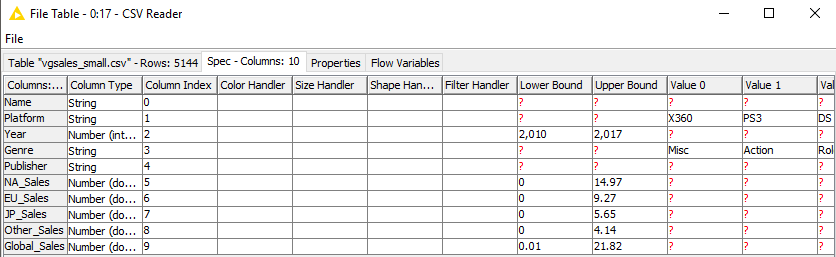 File Table - 0:17 - CSV Reader
File
Table "vgsales_small.csv" - Rows: 5144 Spec - Columns: 10 Properties Flow Variables
Columns:... Column Type Column Index Color Handler Size Handler Shape Han... Filter Handler Lower Bound Upper Bound Value 0 Value 1 Val
Name String 0 ? ? ? ? ?
Platform String 1 ? ? X360 PS3 DS
Year Number (int... 2 2,010 2,017 ? ? ?
Genre String 3 ? ? Misc Action Rol
Publisher String 4 ? ? ? ? ?
NA_Sales Number (do... 5 0 14.97 ? ? ?
EU_Sales Number (do... 6 0 9.27 ? ? ?
JP_Sales Number (do... 7 0 5.65 ? ? ?
Other_Sales Number (do... 8 0 4.14 ? ? ?
Global_Sales Number (do... 9 0.01 21.82 ? ? ?